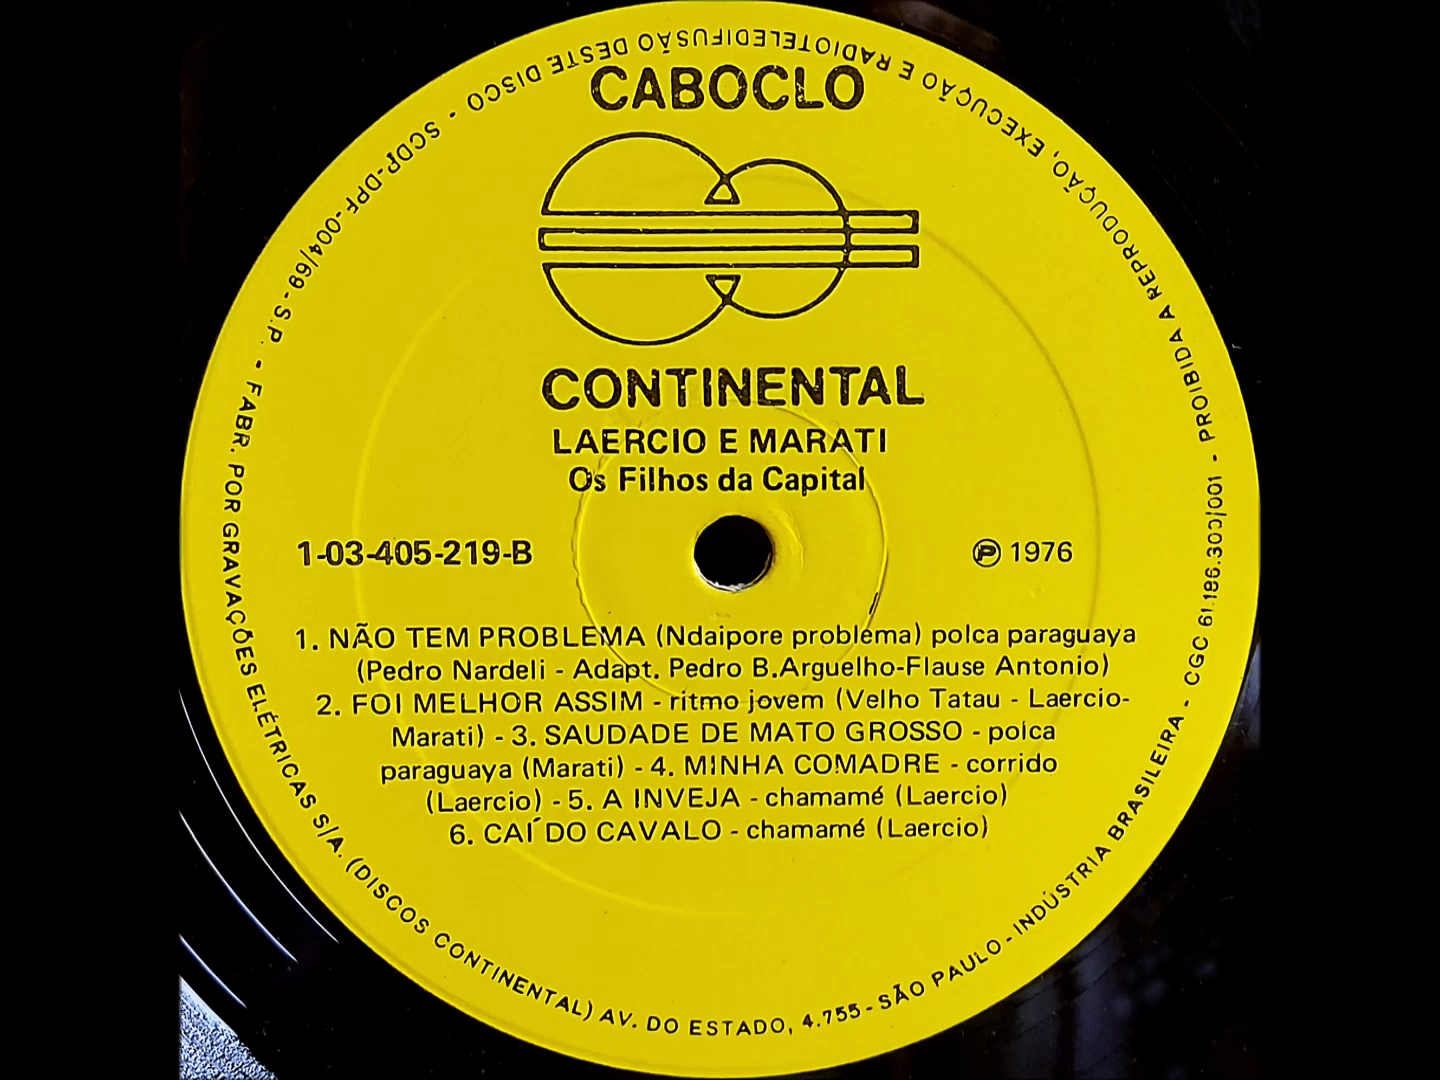 CABOCLO
CONTINENTAL
LAERCIO E MARATI
Os Filhos da Capital
1-03-405-219-B
Ⓟ 1976
1. NÃO TEM PROBLEMA (Ndaipore problema) polca paraguaya
(Pedro Nardeli - Adapt. Pedro B.Arguelho-Flause Antonio)
2. FOI MELHOR ASSIM - ritmo jovem (Velho Tatau - Laercio-
Marati) - 3. SAUDADE DE MATO GROSSO - polca
paraguaya (Marati) - 4. MINHA COMADRE - corrido
(Laercio) - 5. A INVEJA - chamamé (Laercio)
6. CAI´DO CAVALO - chamamé (Laercio)
FABR. POR GRAVAÇÕES ELÉTRICAS S/A. (DISCOS CONTINENTAL) AV. DO ESTADO, 4.755 - SÃO PAULO - INDÚSTRIA BRASILEIRA - CGC 61.186.300/001 - PROIBIDA A REPRODUÇÃO, EXECUÇÃO E RADIOTELEDIFUSÃO DESTE DISCO - SCDP-DPF-004/69 - S.P. -